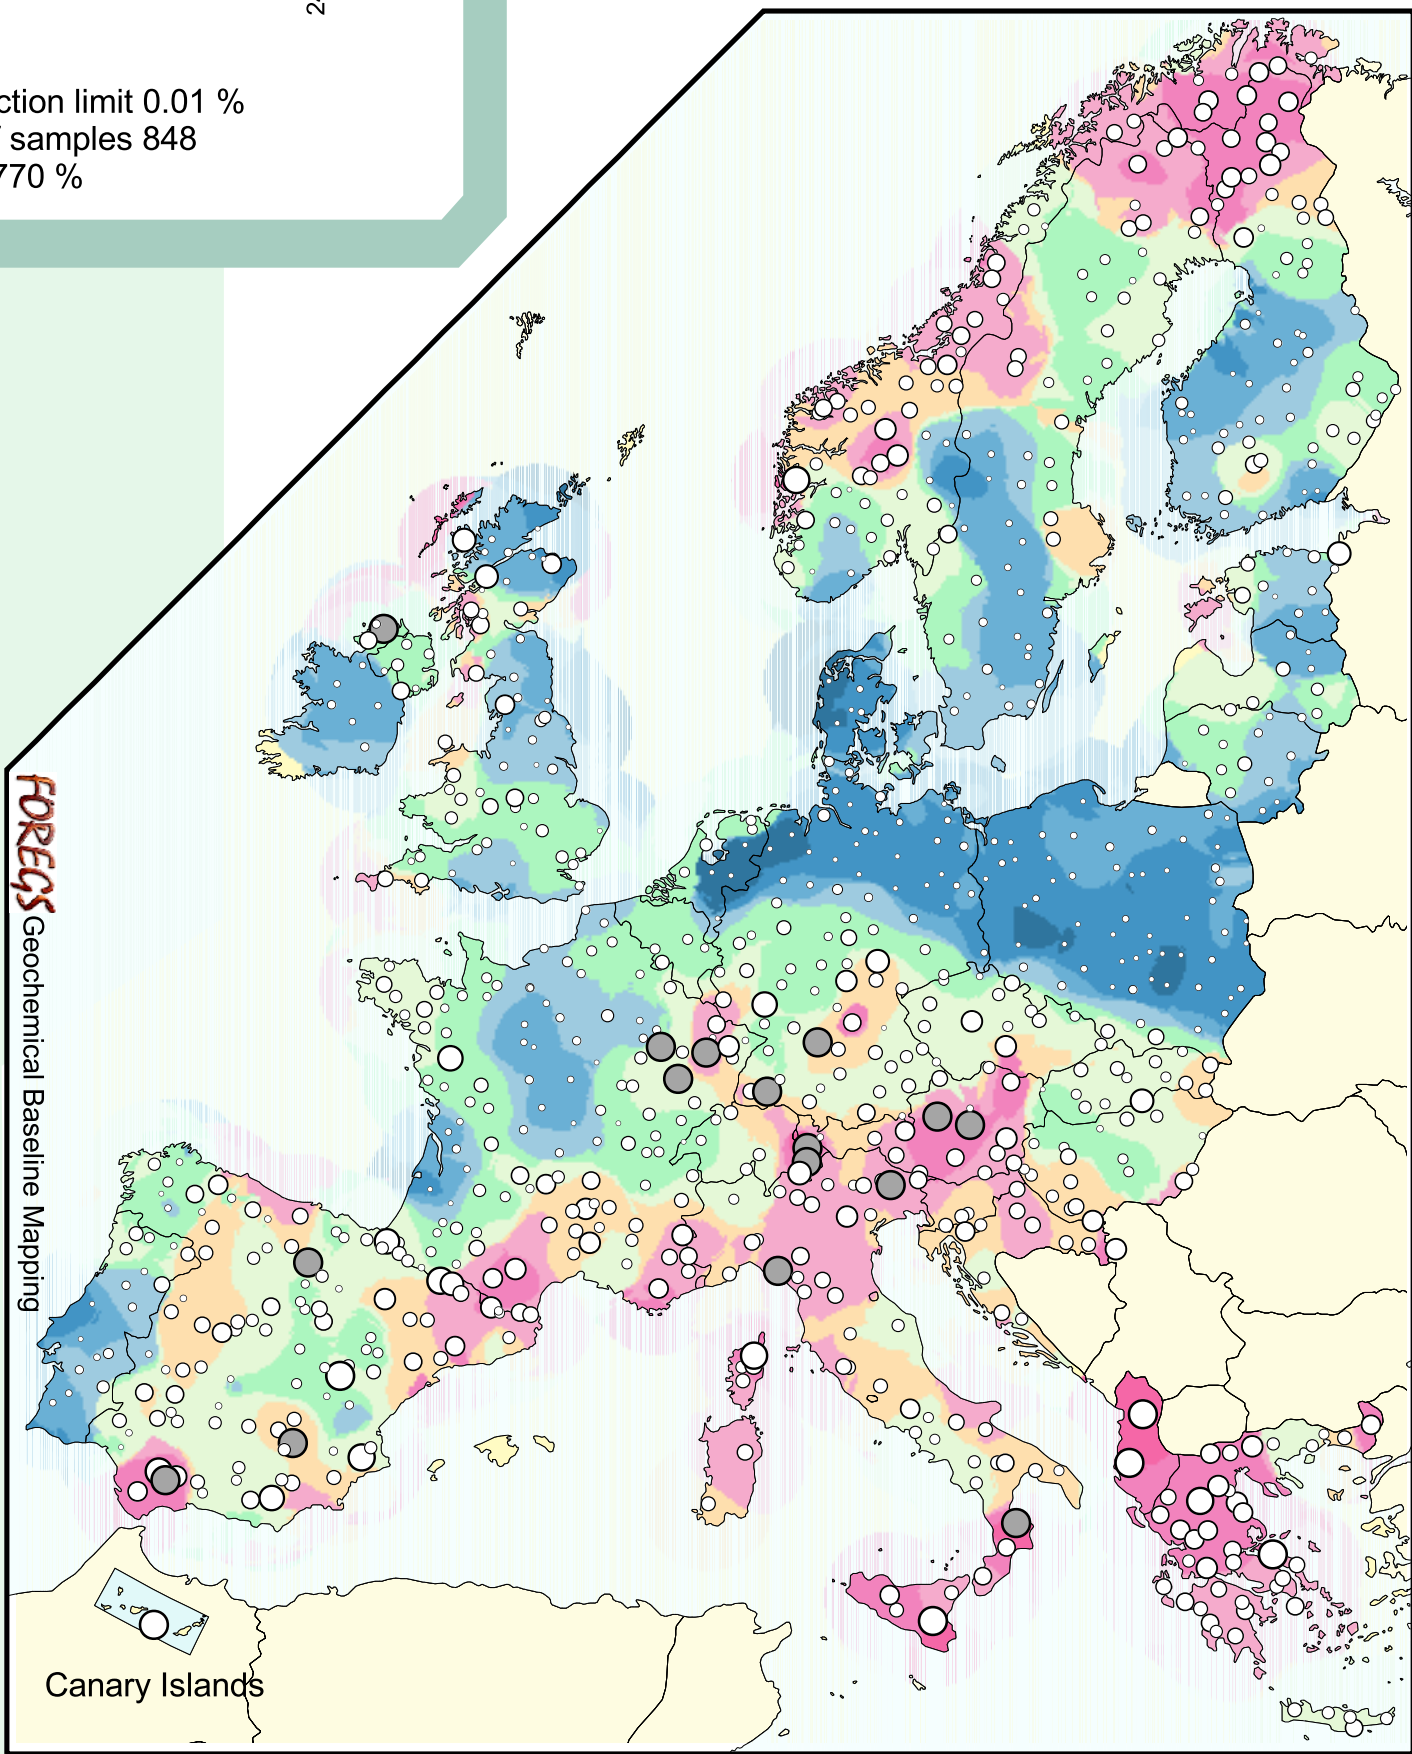 ction limit 0.01 %
samples 848
770 %
FOREGS Geochemical Baseline Mapping
Canary Islands